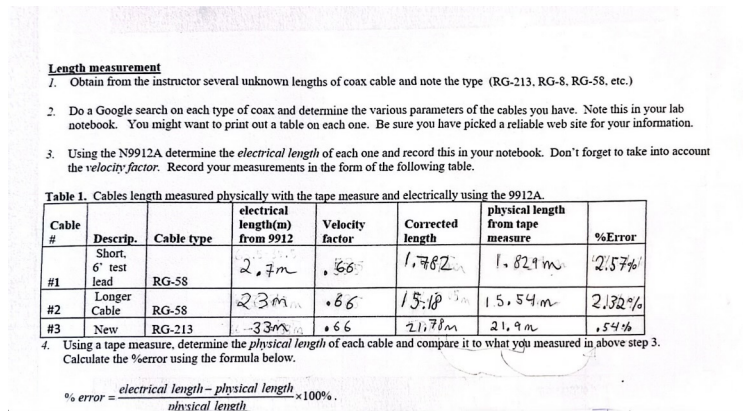 Length measurement
1. Obtain from the instructor several unknown lengths of coax cable and note the type (RG-213, RG-8, RG-58, etc.)
2. Do a Google search on each type of coax and determine the various parameters of the cables you have. Note this in your lab
notebook. You might want to print out a table on each one. Be sure you have picked a reliable web site for your information.
3. Using the N9912A determine the electrical length of each one and record this in your notebook. Don't forget to take into account
the velocity factor. Record your measurements in the form of the following table.
Table 1. Cables length measured physically with the tape measure and electrically using the 9912A.
Cable # Descrip. Cable type electrical length(m) from 9912 Velocity factor Corrected length physical length from tape measure %Error
#1 Short, 6' test lead RG-58 2.7m .66 1.782 1.829m 2.57%
#2 Longer Cable RG-58 23m .66 15.18 15.54m 2.32%
#3 New RG-213 33m .66 21.78m 21.9m .54%
4. Using a tape measure, determine the physical length of each cable and compare it to what you measured in above step 3.
Calculate the %error using the formula below.
% error = electrical length – physical length / physical length ×100% .